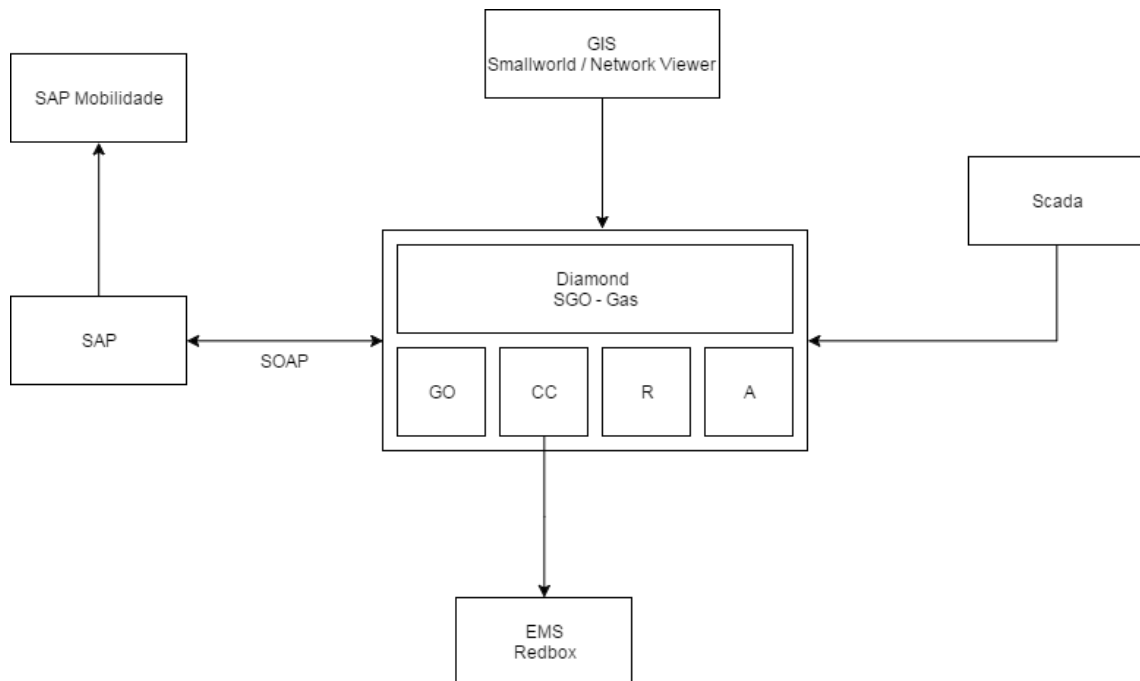 GIS
Smallworld / Network Viewer
SAP Mobilidade
Scada
Diamond
SGO - Gas
SAP
SOAP
GO
CC
R
A
EMS
Redbox